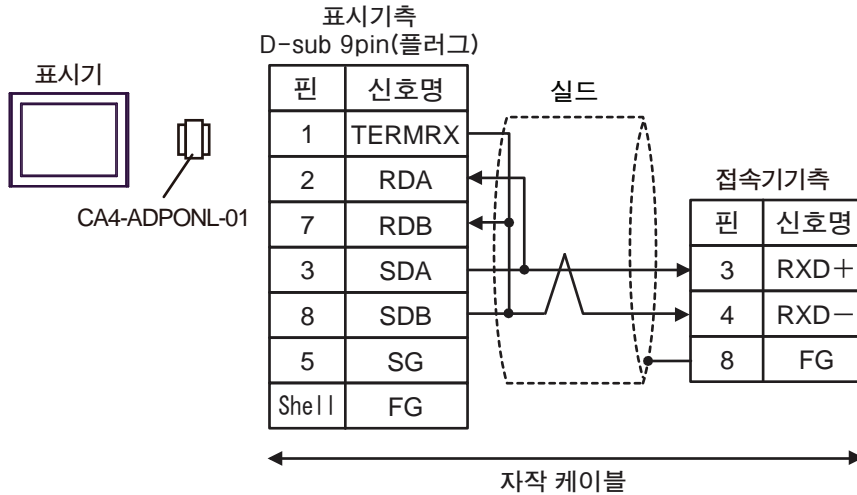 표시기측
D-sub 9pin(플러그)
표시기
CA4-ADPONL-01
핀 신호명
1 TERMRX
2 RDA
7 RDB
3 SDA
8 SDB
5 SG
Shell FG
실드
접속기기측
핀 신호명
3 RXD+
4 RXD-
8 FG
자작 케이블